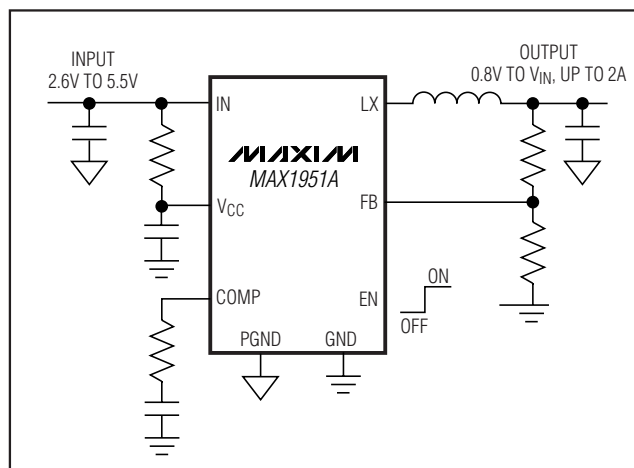 INPUT
2.6V TO 5.5V
OUTPUT
0.8V TO VIN, UP TO 2A
IN
LX
MAXIM
MAX1951A
VCC
FB
COMP
EN
ON
OFF
PGND
GND